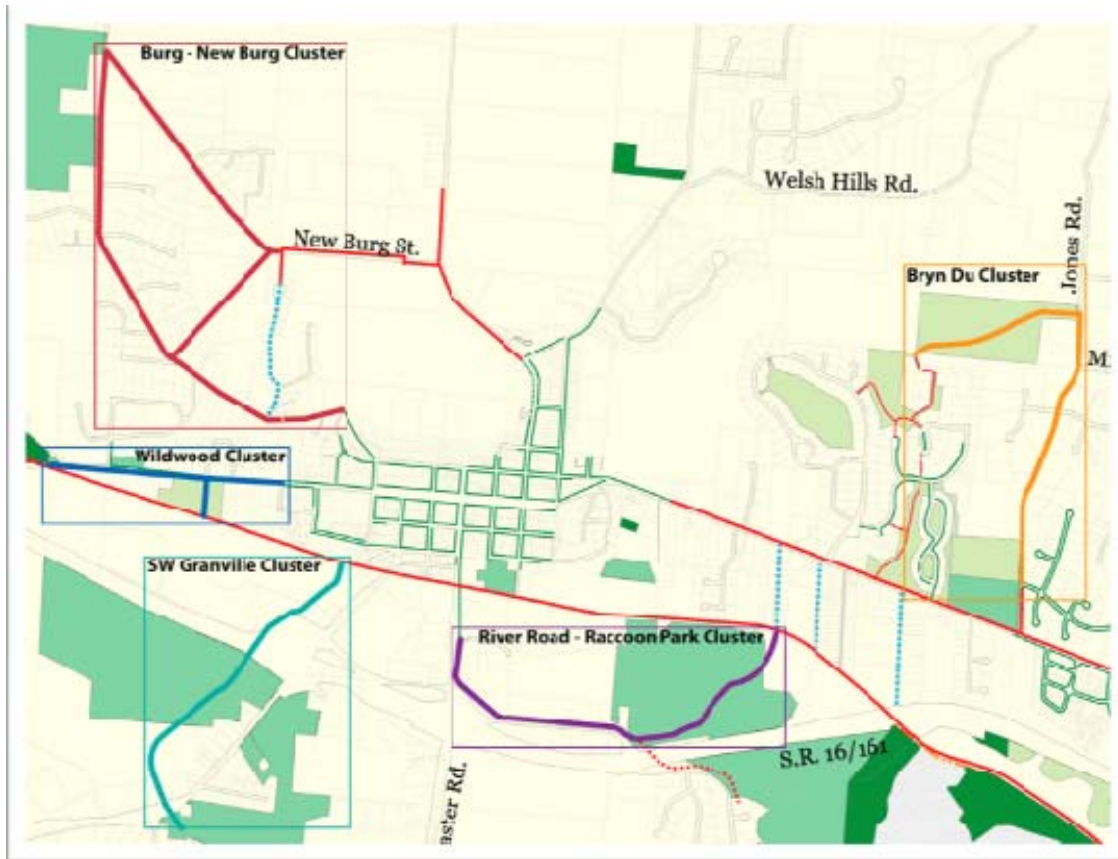 Burg - New Burg Cluster
Welsh Hills Rd.
Jones Rd.
New Burg St.
Bryn Du Cluster
M
Wildwood Cluster
SW Granville Cluster
River Road - Raccoon Park Cluster
S.R. 16/161
aster Rd.